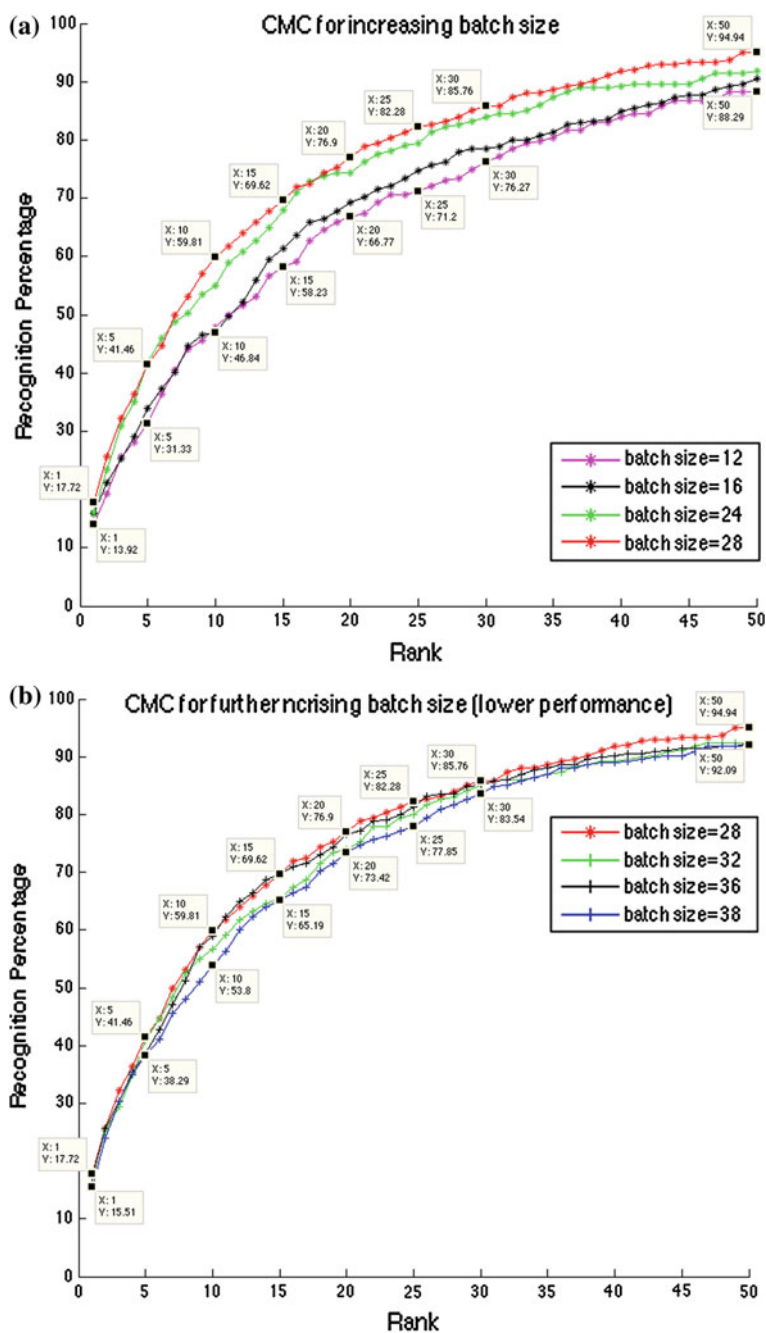 (a)
CMC for increasing batch size
100
90
80
70
60
50
40
30
20
10
0
Recognition Percentage
X: 1
Y: 17.72
X: 5
Y: 41.46
X: 10
Y: 59.81
X: 15
Y: 69.62
X: 20
Y: 76.9
X: 25
Y: 82.28
X: 30
Y: 85.76
X: 50
Y: 94.94
X: 1
Y: 13.92
X: 5
Y: 31.33
X: 10
Y: 46.84
X: 15
Y: 58.23
X: 20
Y: 66.77
X: 25
Y: 71.2
X: 30
Y: 76.27
X: 50
Y: 88.29
batch size=12
batch size=16
batch size=24
batch size=28
0 5 10 15 20 25 30 35 40 45 50
Rank
(b)
CMC for furtherncrising batch size (lower performance)
100
90
80
70
60
50
40
30
20
10
0
Recognition Percentage
X: 1
Y: 17.72
X: 5
Y: 41.46
X: 10
Y: 59.81
X: 15
Y: 69.62
X: 20
Y: 76.9
X: 25
Y: 82.28
X: 30
Y: 85.76
X: 50
Y: 94.94
X: 1
Y: 15.51
X: 5
Y: 38.29
X: 10
Y: 53.8
X: 15
Y: 65.19
X: 20
Y: 73.42
X: 25
Y: 77.85
X: 30
Y: 83.54
X: 50
Y: 92.09
batch size=28
batch size=32
batch size=36
batch size=38
0 5 10 15 20 25 30 35 40 45 50
Rank